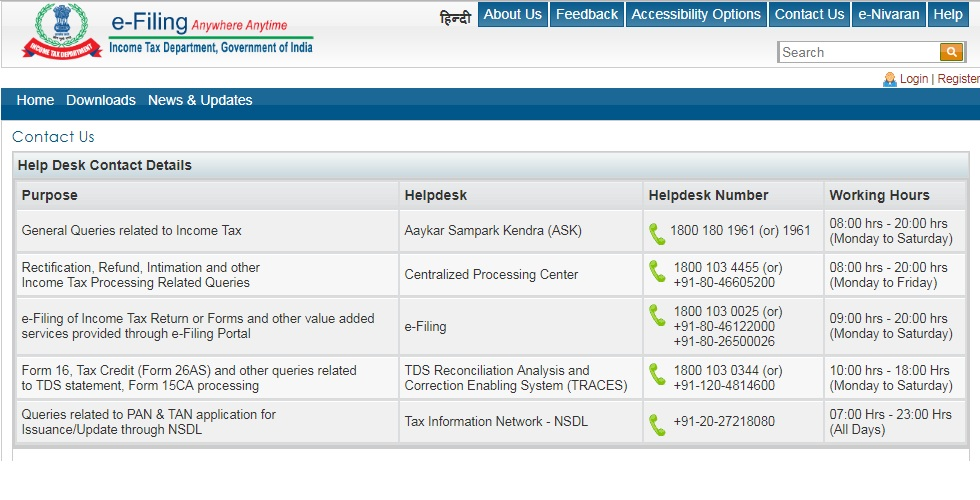 e-Filing Anywhere Anytime
Income Tax Department, Government of India
INCOME TAX DEPARTMENT
हिन्दी About Us Feedback Accessibility Options Contact Us e-Nivaran Help
Search
Login | Register
Home Downloads News & Updates
Contact Us
Help Desk Contact Details
Purpose Helpdesk Helpdesk Number Working Hours
General Queries related to Income Tax Aaykar Sampark Kendra (ASK) 1800 180 1961 (or) 1961 08:00 hrs - 20:00 hrs
(Monday to Saturday)
Rectification, Refund, Intimation and other
Income Tax Processing Related Queries
Centralized Processing Center
1800 103 4455 (or)
+91-80-46605200
08:00 hrs - 20:00 hrs
(Monday to Friday)
e-Filing of Income Tax Return or Forms and other value added
services provided through e-Filing Portal
e-Filing
1800 103 0025 (or)
+91-80-46122000
+91-80-26500026
09:00 hrs - 20:00 hrs
(Monday to Saturday)
Form 16, Tax Credit (Form 26AS) and other queries related
to TDS statement, Form 15CA processing
TDS Reconciliation Analysis and
Correction Enabling System (TRACES)
1800 103 0344 (or)
+91-120-4814600
10:00 hrs - 18:00 Hrs
(Monday to Saturday)
Queries related to PAN & TAN application for
Issuance/Update through NSDL
Tax Information Network - NSDL
+91-20-27218080
07:00 Hrs - 23:00 Hrs
(All Days)